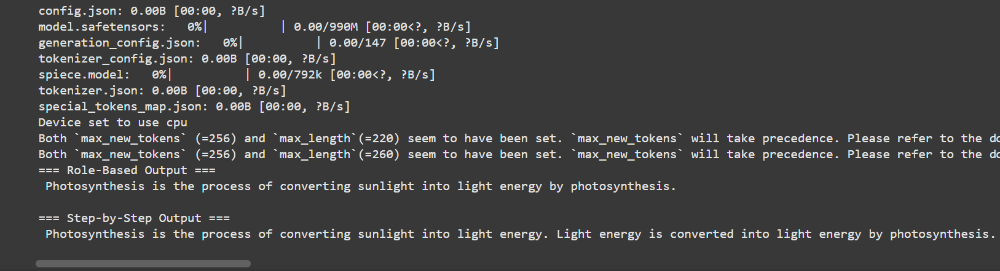 config.json: 0.00B [00:00, ?B/s]
model.safetensors:   0%|          | 0.00/990M [00:00<?, ?B/s]
generation_config.json:   0%|          | 0.00/147 [00:00<?, ?B/s]
tokenizer_config.json: 0.00B [00:00, ?B/s]
spiece.model:   0%|          | 0.00/792k [00:00<?, ?B/s]
tokenizer.json: 0.00B [00:00, ?B/s]
special_tokens_map.json: 0.00B [00:00, ?B/s]
Device set to use cpu
Both `max_new_tokens` (=256) and `max_length`(=220) seem to have been set. `max_new_tokens` will take precedence. Please refer to the
Both `max_new_tokens` (=256) and `max_length`(=260) seem to have been set. `max_new_tokens` will take precedence. Please refer to the
=== Role-Based Output ===
Photosynthesis is the process of converting sunlight into light energy by photosynthesis.
=== Step-by-Step Output ===
Photosynthesis is the process of converting sunlight into light energy. Light energy is converted into light energy by photosynthesis.